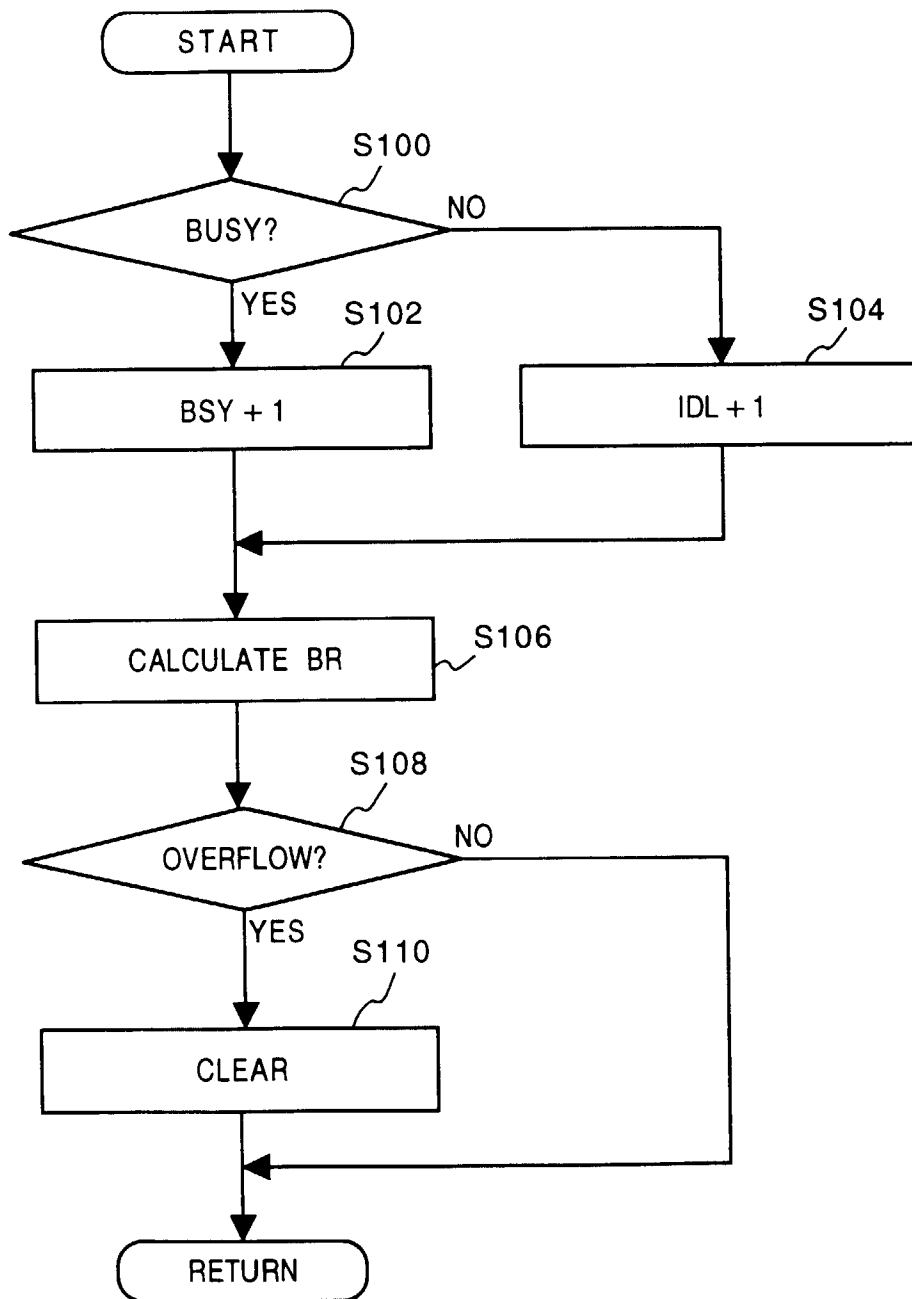 START
S100
BUSY?
NO
YES
S102
S104
BSY + 1
IDL + 1
CALCULATE BR
S106
S108
OVERFLOW?
NO
YES
S110
CLEAR
RETURN